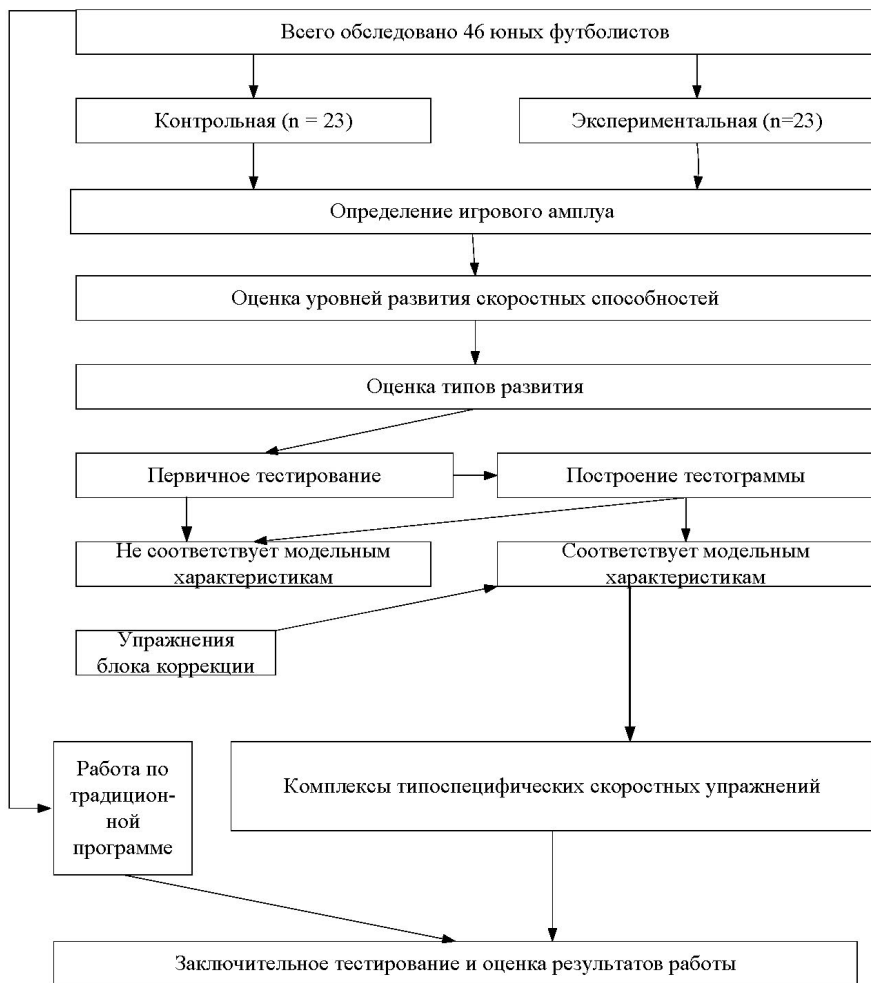 Всего обследовано 46 юных футболистов
Контрольная (n = 23)
Экспериментальная (n=23)
Определение игрового амплуа
Оценка уровней развития скоростных способностей
Оценка типов развития
Первичное тестирование
Построение тестограммы
Не соответствует модельным
характеристикам
Соответствует модельным
характеристикам
Упражнения
блока коррекции
Работа по
традицион-
ной
программе
Комплексы типоспецифических скоростных упражнений
Заключительное тестирование и оценка результатов работы